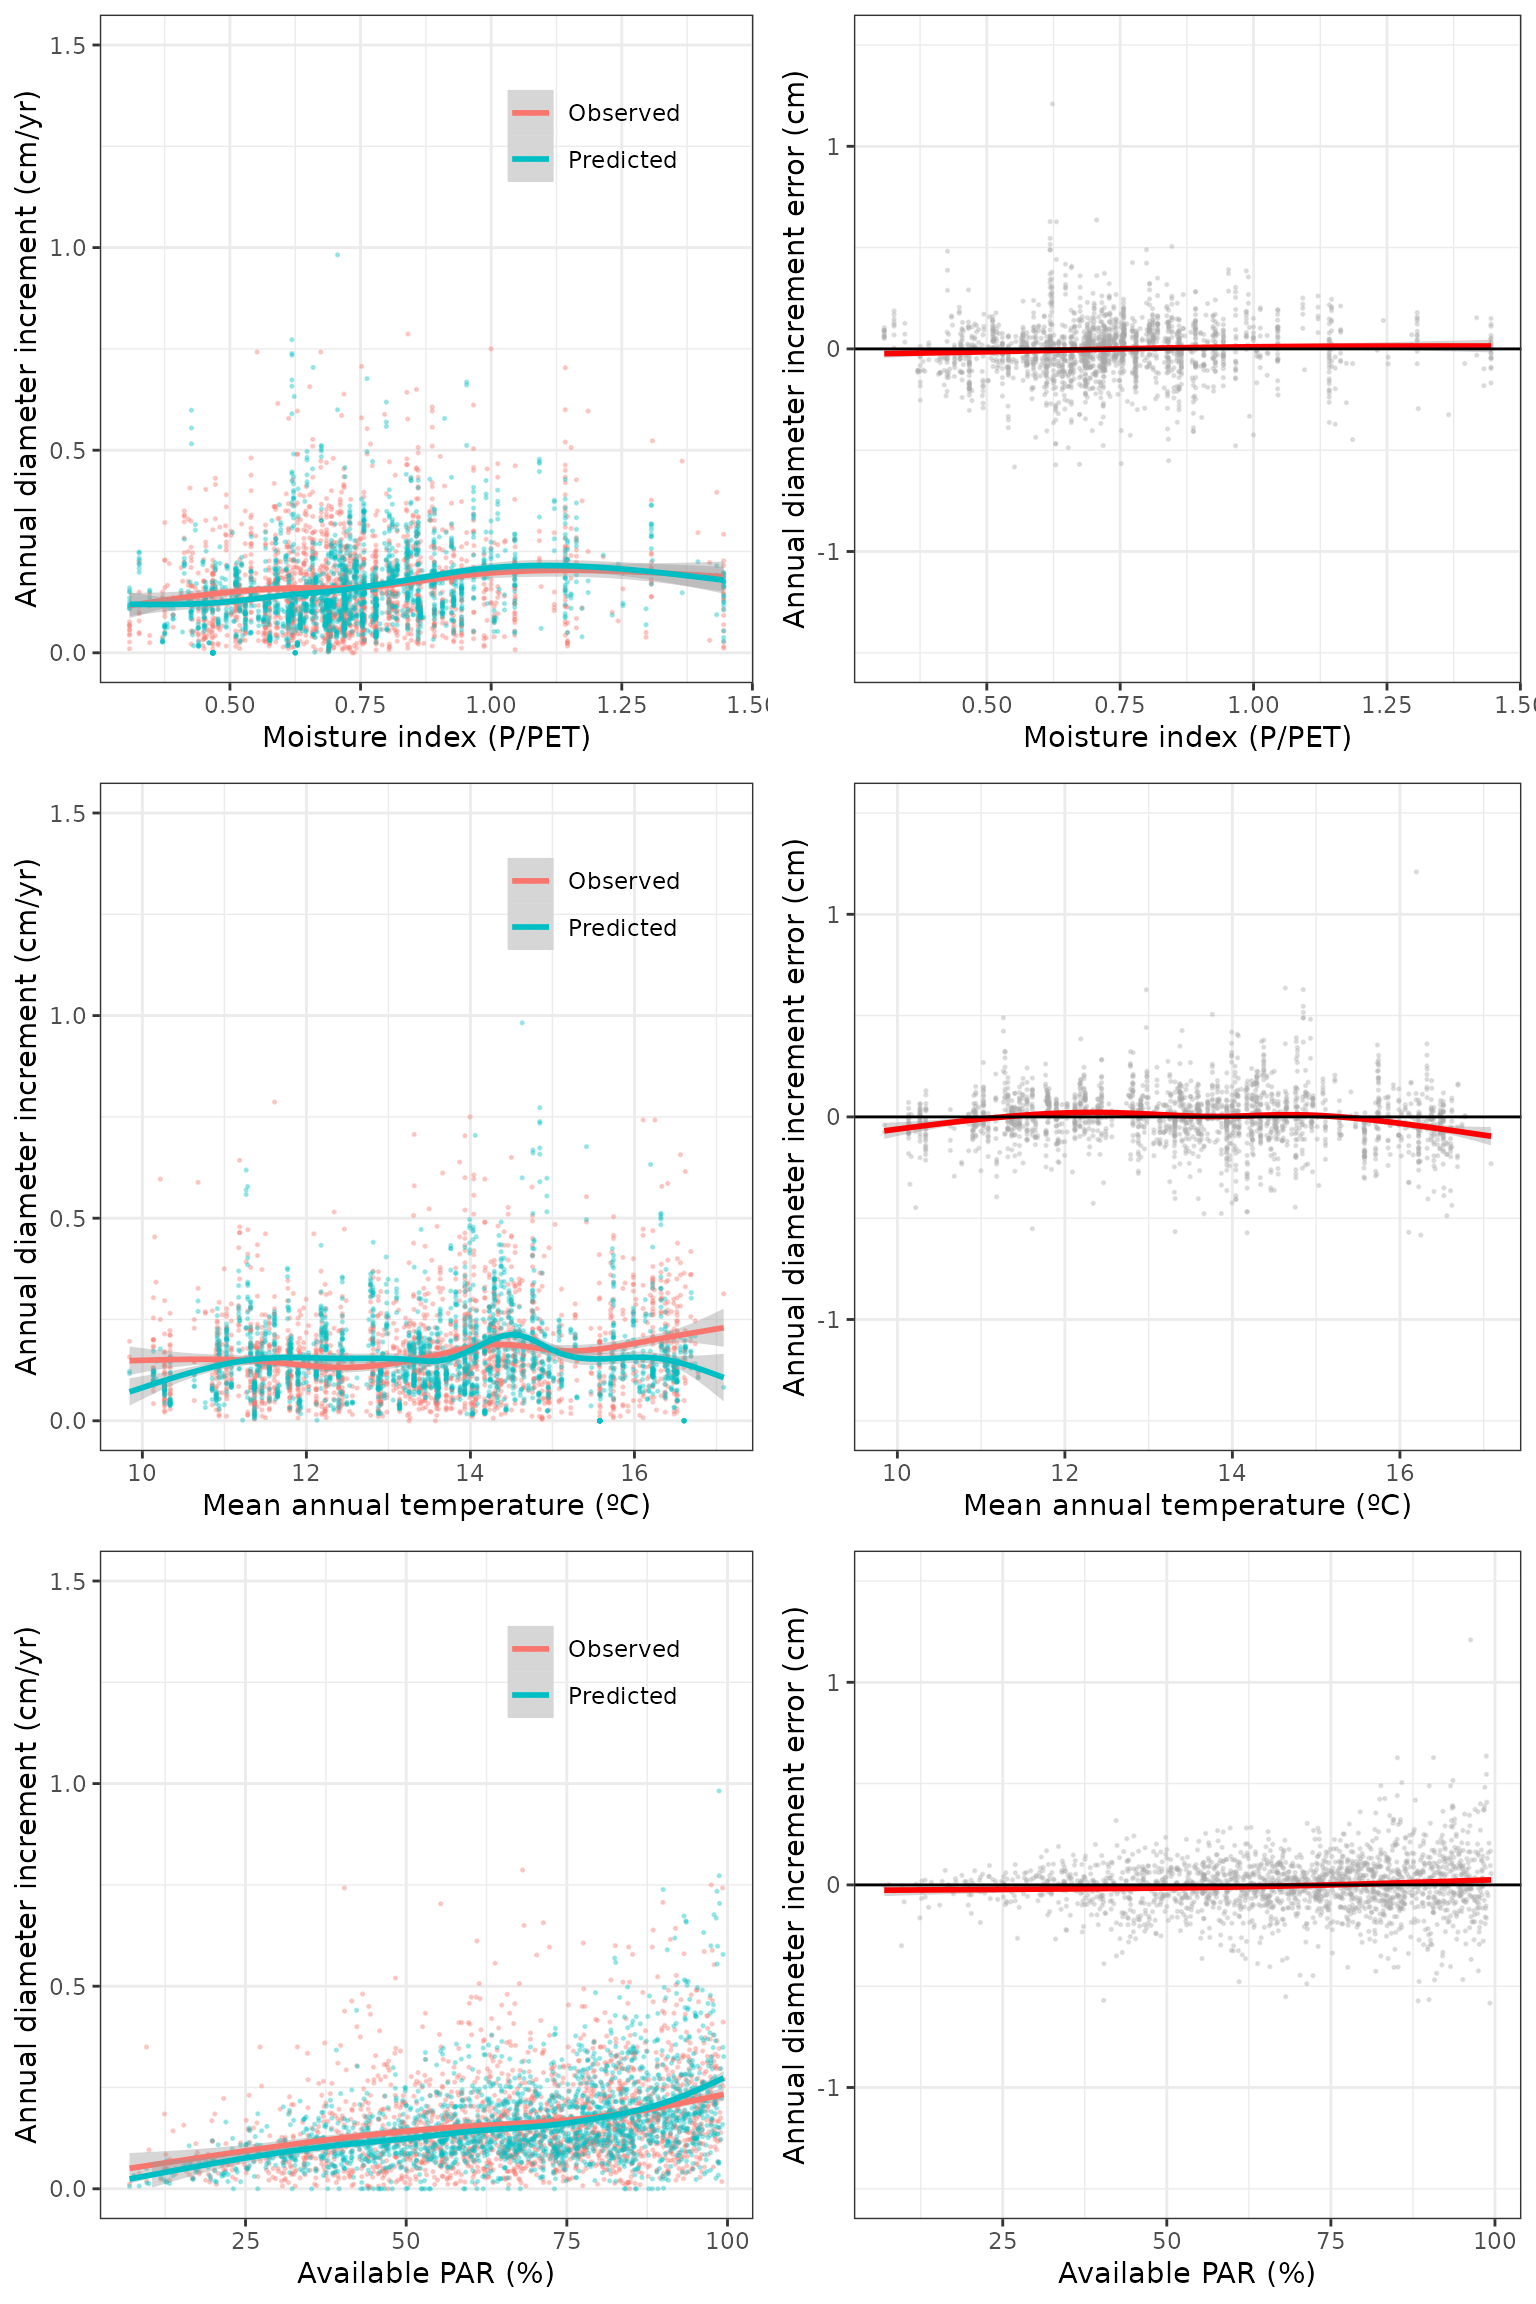 Annual diameter increment (cm/yr)
1.5
1.0
0.5
0.0
Observed
Predicted
0.50 0.75 1.00 1.25 1.50
Moisture index (P/PET)
Annual diameter increment error (cm)
1
0
-1
0.50 0.75 1.00 1.25 1.50
Moisture index (P/PET)
Annual diameter increment (cm/yr)
1.5
1.0
0.5
0.0
Observed
Predicted
10 12 14 16
Mean annual temperature (ºC)
Annual diameter increment error (cm)
1
0
-1
10 12 14 16
Mean annual temperature (ºC)
Annual diameter increment (cm/yr)
1.5
1.0
0.5
0.0
Observed
Predicted
25 50 75 100
Available PAR (%)
Annual diameter increment error (cm)
1
0
-1
25 50 75 100
Available PAR (%)